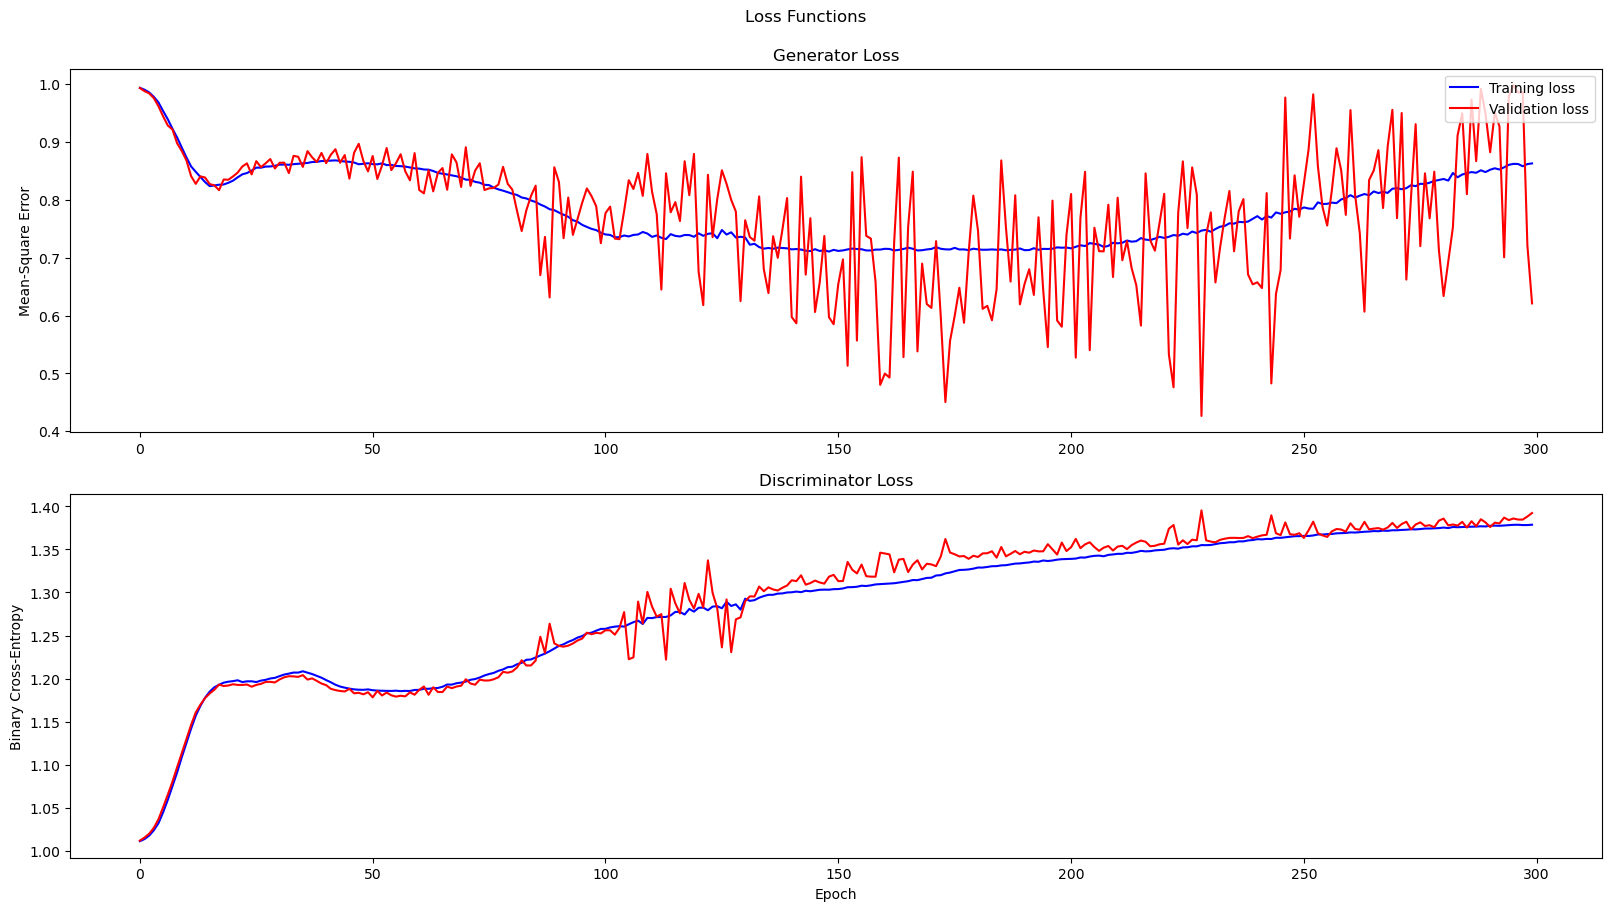 Loss Functions
Generator Loss
Training loss
Validation loss
Mean-Square Error
1.0
0.9
0.8
0.7
0.6
0.5
0.4
0 50 100 150 200 250 300
Discriminator Loss
Binary Cross-Entropy
1.40
1.35
1.30
1.25
1.20
1.15
1.10
1.05
1.00
0 50 100 150 200 250 300
Epoch